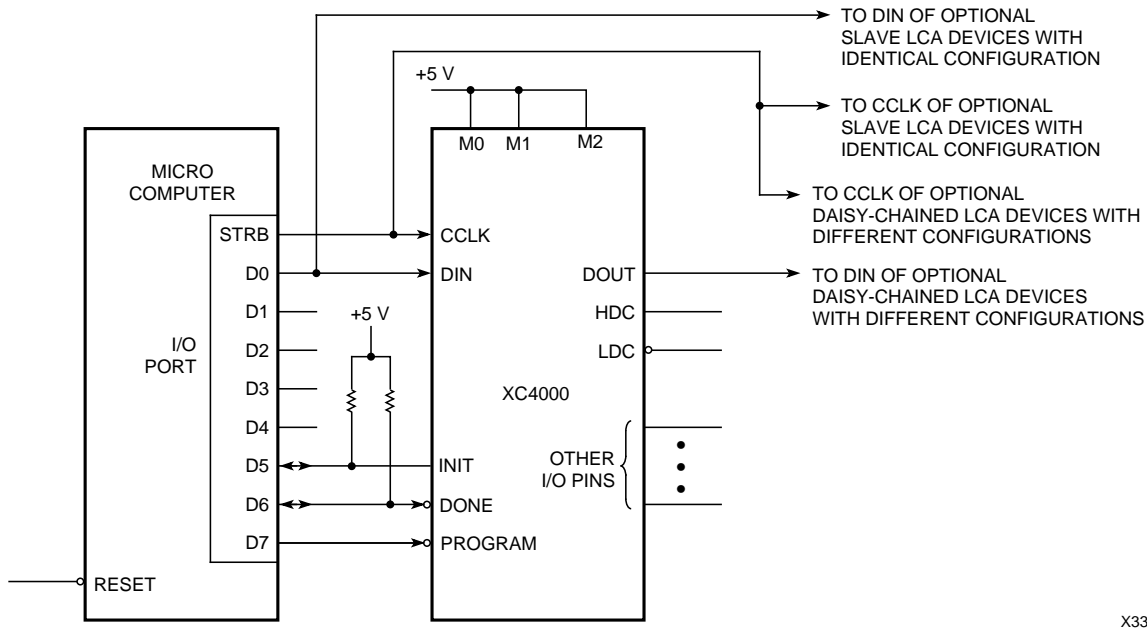 TO DIN OF OPTIONAL
SLAVE LCA DEVICES WITH
IDENTICAL CONFIGURATION
+5 V
TO CCLK OF OPTIONAL
SLAVE LCA DEVICES WITH
IDENTICAL CONFIGURATION
M0 M1 M2
MICRO
COMPUTER
TO CCLK OF OPTIONAL
DAISY-CHAINED LCA DEVICES WITH
DIFFERENT CONFIGURATIONS
STRB
CCLK
D0
DIN
DOUT
TO DIN OF OPTIONAL
DAISY-CHAINED LCA DEVICES
WITH DIFFERENT CONFIGURATIONS
D1
+5 V
HDC
I/O
PORT
D2
LDC
D3
XC4000
D4
D5
INIT
OTHER
I/O PINS
D6
DONE
D7
PROGRAM
RESET
X33